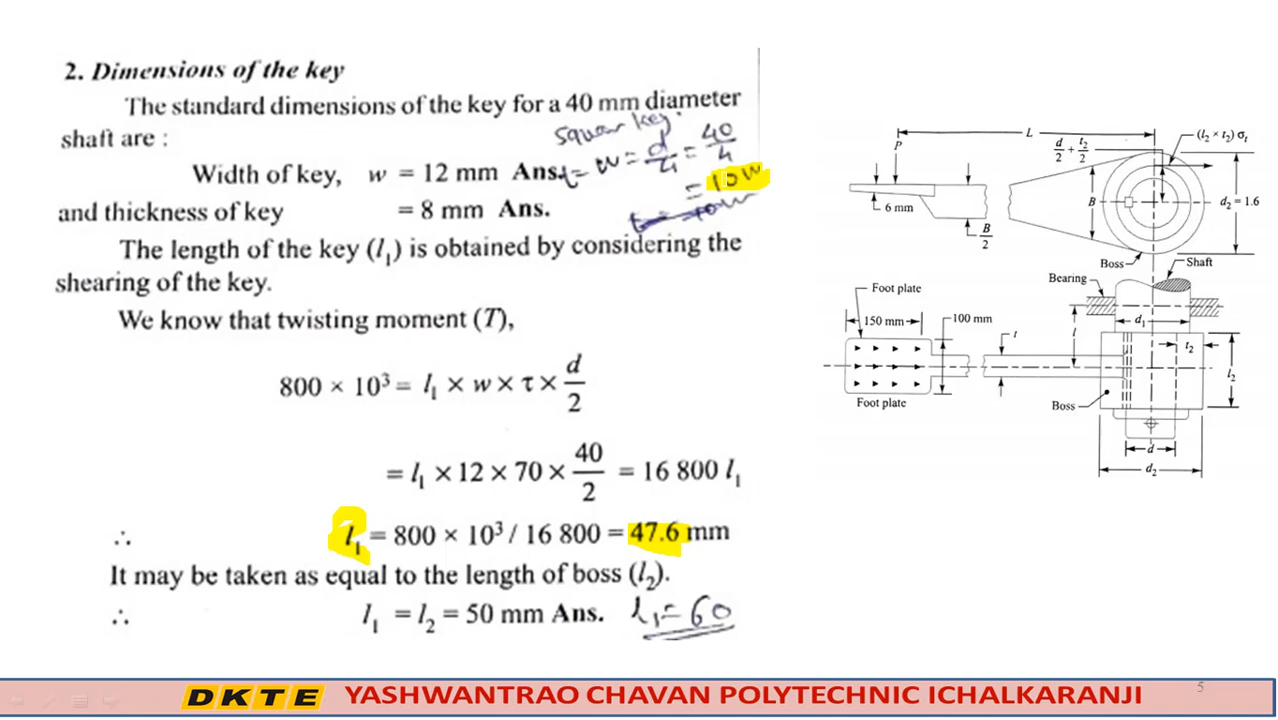 2. Dimensions of the key
The standard dimensions of the key for a 40 mm diameter
shaft are :
squar key.
Width of key, w = 12 mm Ans.
t = w = d/4 = 40/4
= 10
and thickness of key = 8 mm Ans.
The length of the key (l₁) is obtained by considering the
shearing of the key.
We know that twisting moment (T),
800 × 10³ = l₁ × w × τ × d/2
= l₁ × 12 × 70 × 40/2 = 16 800 l₁
∴ l₁ = 800 × 10³ / 16 800 = 47.6 mm
It may be taken as equal to the length of boss (l₂).
∴ l₁ = l₂ = 50 mm Ans. l₁ = 60
L
(l₂ × t₂) σₜ
P
d/2 + t₂/2
6 mm
B
B/2
d₂ = 1.6
Boss
Shaft
Bearing
Foot plate
150 mm
100 mm
d₁
l
t
t₂
l₂
Foot plate
Boss
d
d₂
5
DKTE YASHWANTRAO CHAVAN POLYTECHNIC ICHALKARANJI